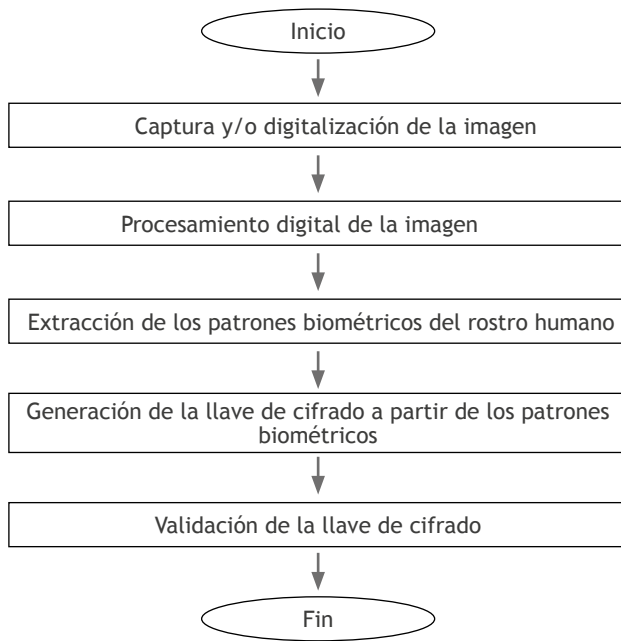 Inicio
Captura y/o digitalización de la imagen
Procesamiento digital de la imagen
Extracción de los patrones biométricos del rostro humano
Generación de la llave de cifrado a partir de los patrones
biométricos
Validación de la llave de cifrado
Fin